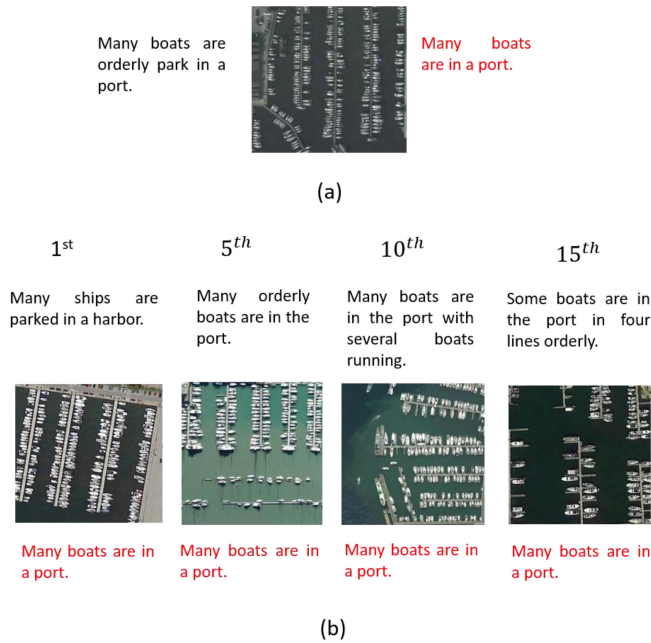 Many boats are
orderly park in a
port.
Many boats
are in a port.
(a)
1st
5th
10th
15th
Many ships are
parked in a harbor.
Many orderly
boats are in the
port.
Many boats are
in the port with
several boats
running.
Some boats are in
the port in four
lines orderly.
Many boats are in
a port.
Many boats are in
a port.
Many boats are in
a port.
Many boats are in
a port.
(b)